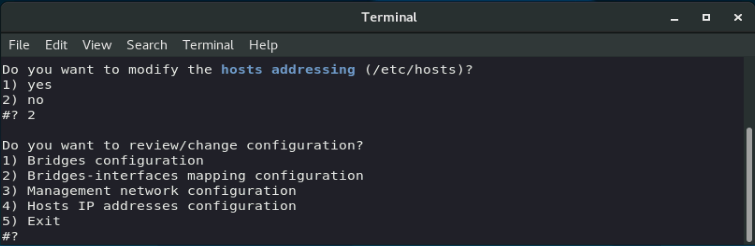 Terminal
File Edit View Search Terminal Help
Do you want to modify the hosts addressing (/etc/hosts)?
1) yes
2) no
#? 2
Do you want to review/change configuration?
1) Bridges configuration
2) Bridges-interfaces mapping configuration
3) Management network configuration
4) Hosts IP addresses configuration
5) Exit
#?